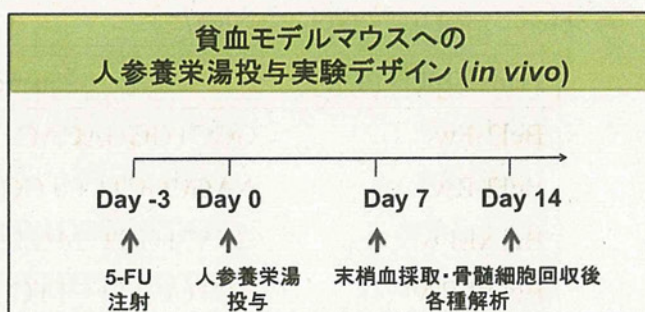 貧血モデルマウスへの
人参養栄湯投与実験デザイン (in vivo)
Day -3 Day 0 Day 7 Day 14
5-FU 人参養栄湯 末梢血採取・骨髄細胞回収後
注射 投与 各種解析